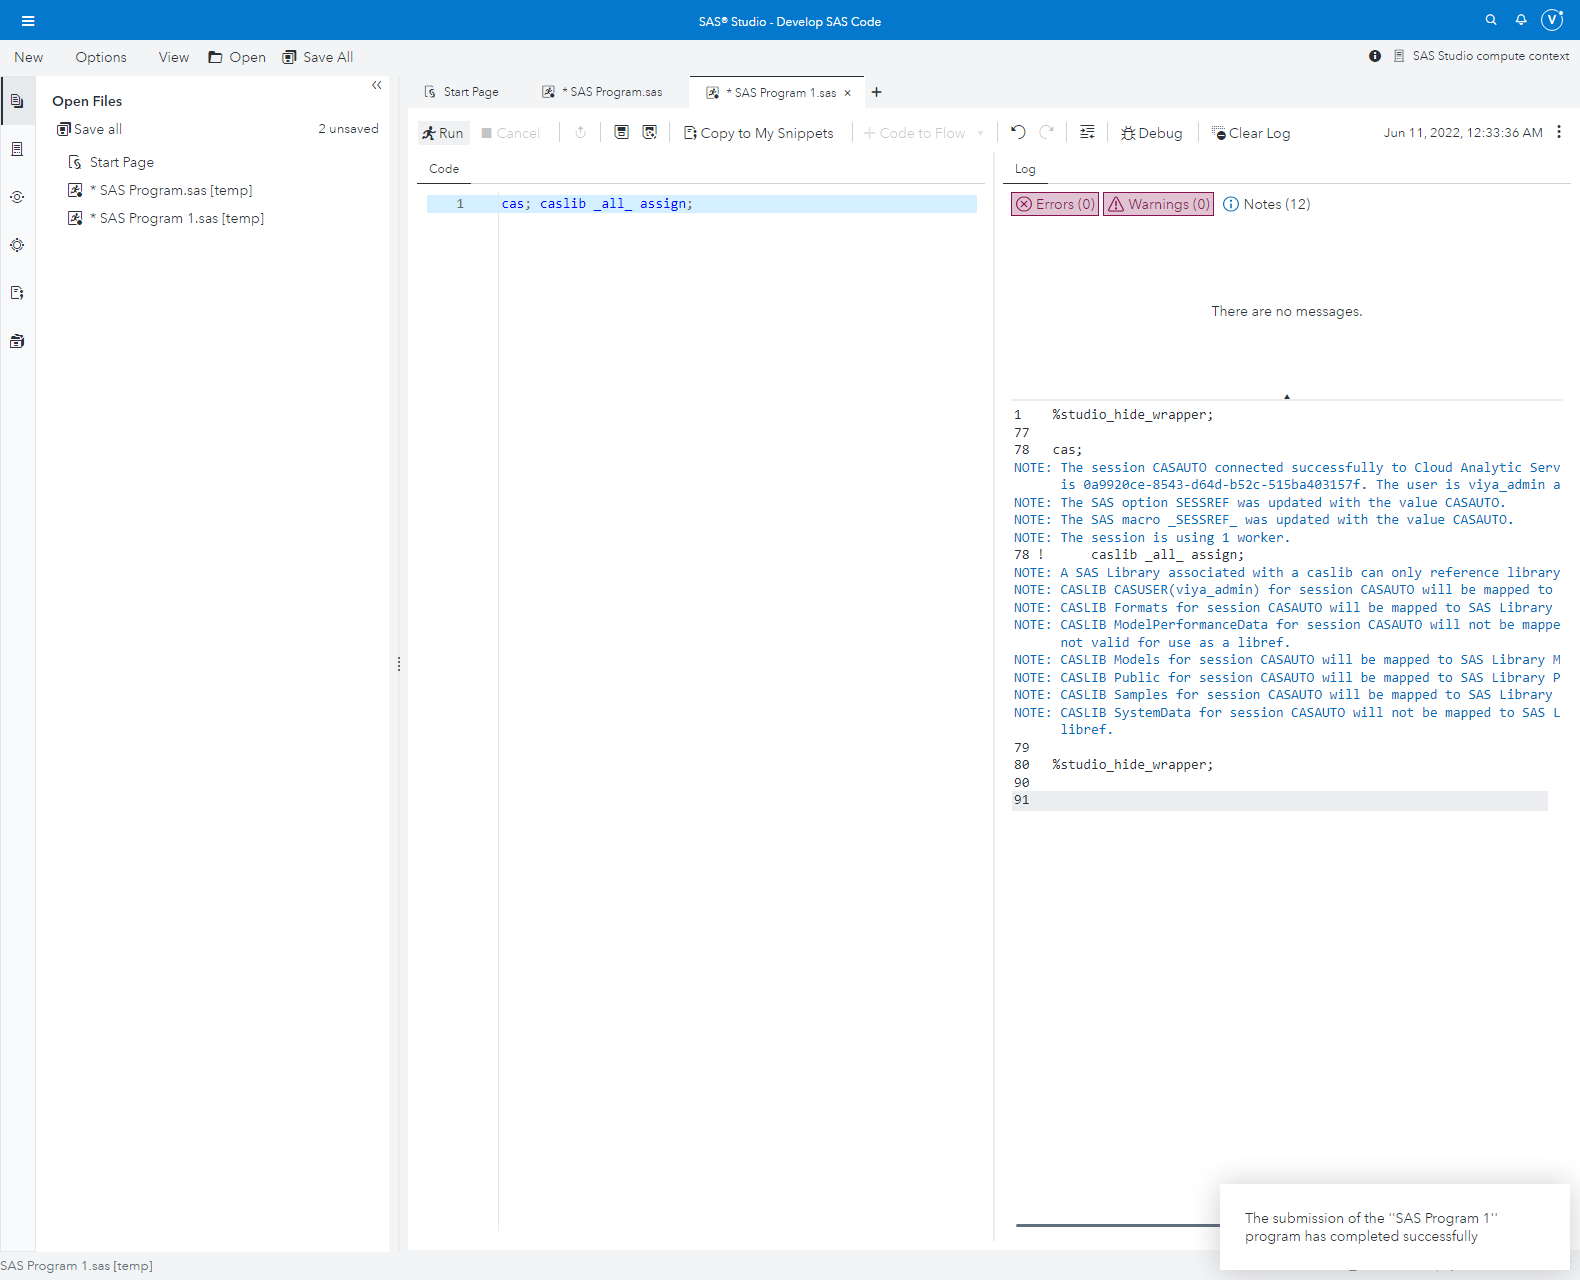 SAS® Studio - Develop SAS Code
V
New Options View Open Save All
SAS Studio compute context
Open Files
Save all 2 unsaved
Start Page
* SAS Program.sas [temp]
* SAS Program 1.sas [temp]
Start Page * SAS Program.sas * SAS Program 1.sas × +
Run Cancel Copy to My Snippets + Code to Flow Debug Clear Log Jun 11, 2022, 12:33:36 AM
Code
1 cas; caslib _all_ assign;
Log
Errors (0) Warnings (0) Notes (12)
There are no messages.
1 %studio_hide_wrapper;
77
78 cas;
NOTE: The session CASAUTO connected successfully to Cloud Analytic Serv
is 0a9920ce-8543-d64d-b52c-515ba403157f. The user is viya_admin a
NOTE: The SAS option SESSREF was updated with the value CASAUTO.
NOTE: The SAS macro _SESSREF_ was updated with the value CASAUTO.
NOTE: The session is using 1 worker.
78 ! caslib _all_ assign;
NOTE: A SAS Library associated with a caslib can only reference library
NOTE: CASLIB CASUSER(viya_admin) for session CASAUTO will be mapped to
NOTE: CASLIB Formats for session CASAUTO will be mapped to SAS Library
NOTE: CASLIB ModelPerformanceData for session CASAUTO will not be mappe
not valid for use as a libref.
NOTE: CASLIB Models for session CASAUTO will be mapped to SAS Library M
NOTE: CASLIB Public for session CASAUTO will be mapped to SAS Library P
NOTE: CASLIB Samples for session CASAUTO will be mapped to SAS Library
NOTE: CASLIB SystemData for session CASAUTO will not be mapped to SAS L
libref.
79
80 %studio_hide_wrapper;
90
91
The submission of the ''SAS Program 1''
program has completed successfully
SAS Program 1.sas [temp]